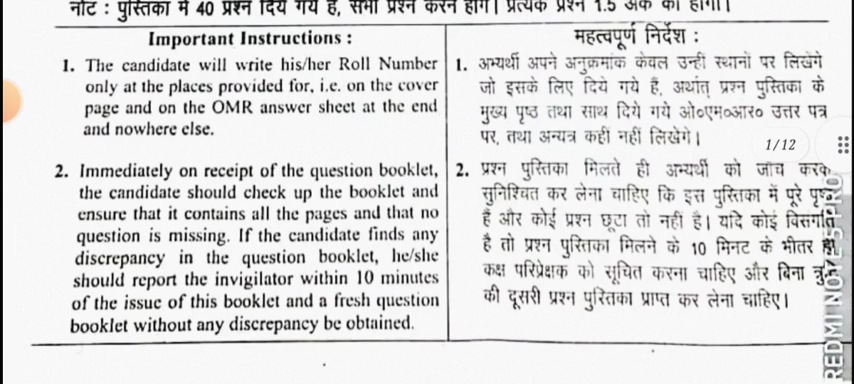 नोट : पुस्तिका में 40 प्रश्न दिये गये हैं, सभी प्रश्न करने होंगे। प्रत्येक प्रश्न 1.5 अंक का होगा।
Important Instructions :
1. The candidate will write his/her Roll Number
only at the places provided for, i.e. on the cover
page and on the OMR answer sheet at the end
and nowhere else.
2. Immediately on receipt of the question booklet,
the candidate should check up the booklet and
ensure that it contains all the pages and that no
question is missing. If the candidate finds any
discrepancy in the question booklet, he/she
should report the invigilator within 10 minutes
of the issue of this booklet and a fresh question
booklet without any discrepancy be obtained.
महत्वपूर्ण निर्देश :
1. अभ्यर्थी अपने अनुक्रमांक केवल उन्हीं स्थानों पर लिखेंगे
जो इसके लिए दिये गये हैं, अर्थात् प्रश्न पुस्तिका के
मुख्य पृष्ठ तथा साथ दिये गये ओ०एम०आर० उत्तर पत्र
पर, तथा अन्यत्र कहीं नहीं लिखेंगे।
2. प्रश्न पुस्तिका मिलते ही अभ्यर्थी को जाँच करके
सुनिश्चित कर लेना चाहिए कि इस पुस्तिका में पूरे पृष्ठ
हैं और कोई प्रश्न छूटा तो नहीं है। यदि कोई विसंगति
है तो प्रश्न पुस्तिका मिलने के 10 मिनट के भीतर ही
कक्ष परिप्रेक्षक को सूचित करना चाहिए और बिना त्रुटि
की दूसरी प्रश्न पुस्तिका प्राप्त कर लेना चाहिए।
1/12
REDMI NOTE 5 PRO